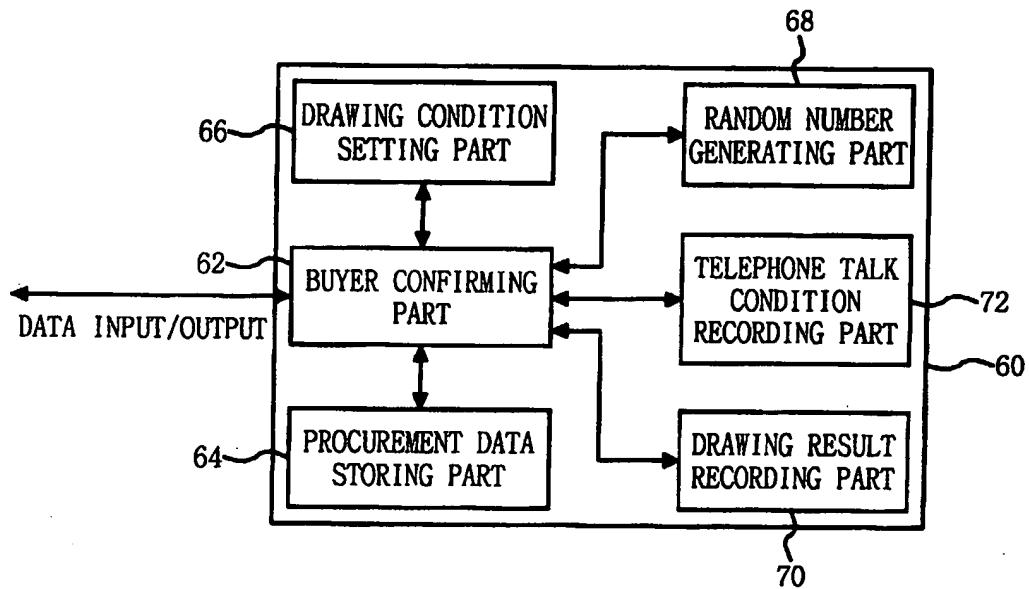 68
66
DRAWING CONDITION
SETTING PART
RANDOM NUMBER
GENERATING PART
62
BUYER CONFIRMING
PART
TELEPHONE TALK
CONDITION
RECORDING PART
72
DATA INPUT/OUTPUT
60
64
PROCUREMENT DATA
STORING PART
DRAWING RESULT
RECORDING PART
70